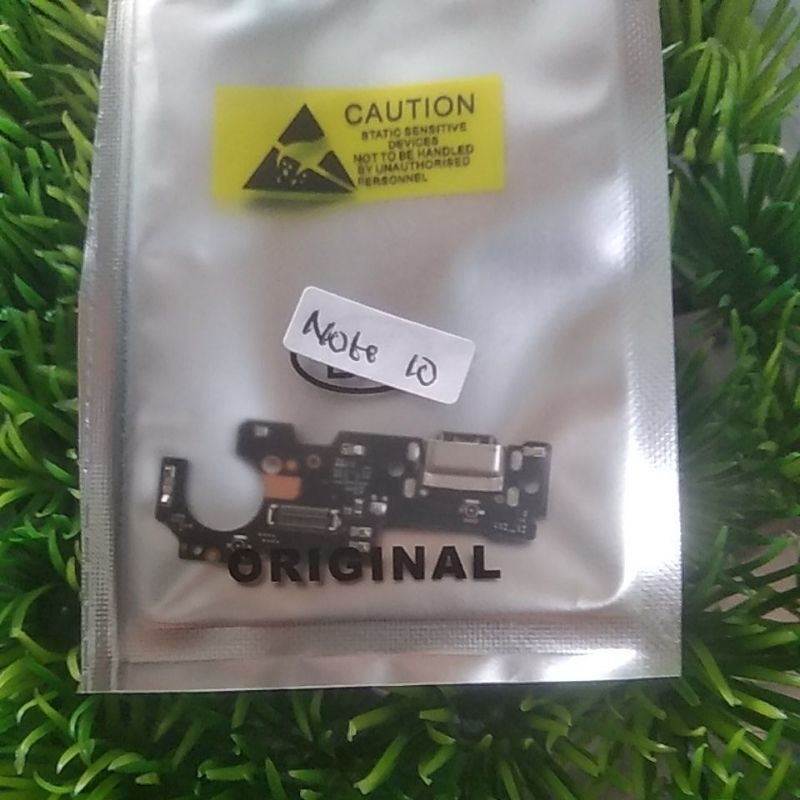 CAUTION
STATIC SENSITIVE
DEVICES
NOT TO BE HANDLED
BY UNAUTHORISED
PERSONNEL
Note 10
ORIGINAL